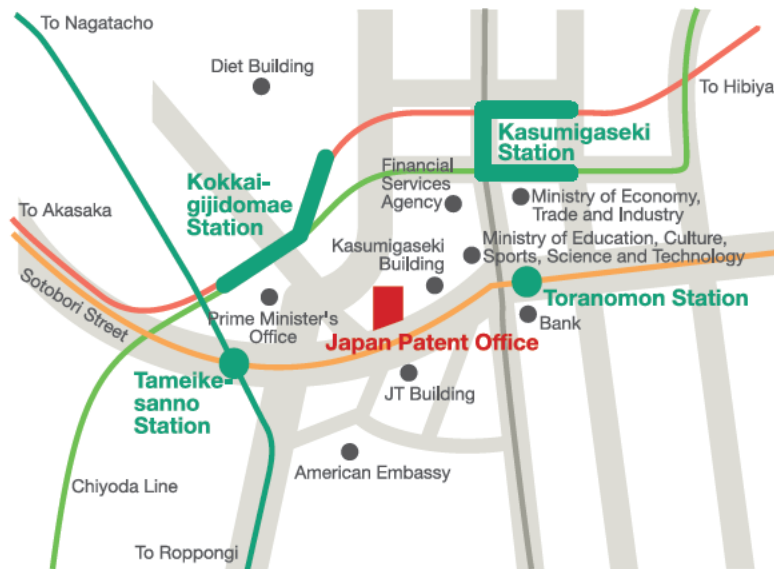 To Nagatacho
Diet Building
To Hibiya
Kasumigaseki
Station
Financial
Services
Agency
Kokkai-
gijidomae
Station
Ministry of Economy,
Trade and Industry
To Akasaka
Kasumigaseki
Building
Ministry of Education, Culture,
Sports, Science and Technology
Sotobori Street
Prime Minister's
Office
Toranomon Station
Bank
Japan Patent Office
Tameike-
sanno
Station
JT Building
American Embassy
Chiyoda Line
To Roppongi